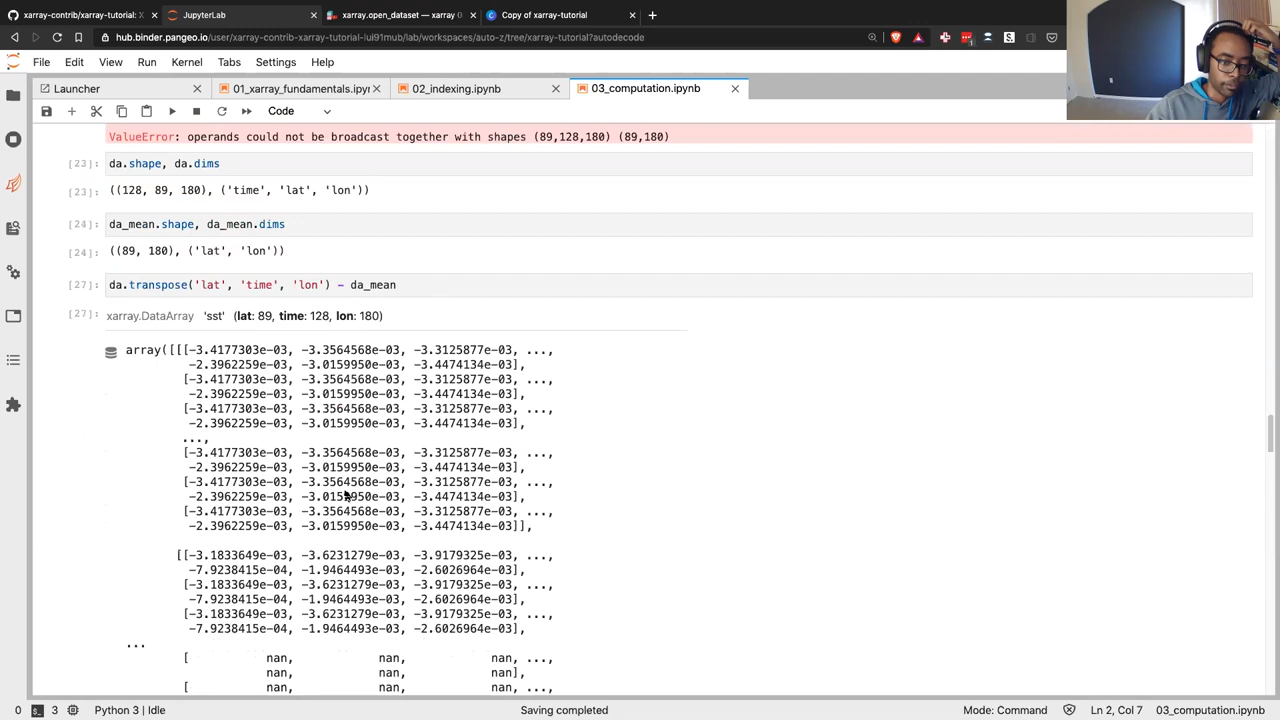 xarray-contrib/xarray-tutorial: X
JupyterLab
xarray.open_dataset — xarray 0
Copy of xarray-tutorial
hub.binder.pangeo.io/user/xarray-contrib-xarray-tutorial-lui91mub/lab/workspaces/auto-z/tree/xarray-tutorial?autodecode
File Edit View Run Kernel Tabs Settings Help
Launcher
01_xarray_fundamentals.ipyn
02_indexing.ipynb
03_computation.ipynb
Code
ValueError: operands could not be broadcast together with shapes (89,128,180) (89,180)
[23]: da.shape, da.dims
[23]: ((128, 89, 180), ('time', 'lat', 'lon'))
[24]: da_mean.shape, da_mean.dims
[24]: ((89, 180), ('lat', 'lon'))
[27]: da.transpose('lat', 'time', 'lon') - da_mean
[27]: xarray.DataArray 'sst' (lat: 89, time: 128, lon: 180)
array([[[-3.4177303e-03, -3.3564568e-03, -3.3125877e-03, ...,
-2.3962259e-03, -3.0159950e-03, -3.4474134e-03],
[-3.4177303e-03, -3.3564568e-03, -3.3125877e-03, ...,
-2.3962259e-03, -3.0159950e-03, -3.4474134e-03],
[-3.4177303e-03, -3.3564568e-03, -3.3125877e-03, ...,
-2.3962259e-03, -3.0159950e-03, -3.4474134e-03],
...,
[-3.4177303e-03, -3.3564568e-03, -3.3125877e-03, ...,
-2.3962259e-03, -3.0159950e-03, -3.4474134e-03],
[-3.4177303e-03, -3.3564568e-03, -3.3125877e-03, ...,
-2.3962259e-03, -3.0159950e-03, -3.4474134e-03],
[-3.4177303e-03, -3.3564568e-03, -3.3125877e-03, ...,
-2.3962259e-03, -3.0159950e-03, -3.4474134e-03]],
[[-3.1833649e-03, -3.6231279e-03, -3.9179325e-03, ...,
-7.9238415e-04, -1.9464493e-03, -2.6026964e-03],
[-3.1833649e-03, -3.6231279e-03, -3.9179325e-03, ...,
-7.9238415e-04, -1.9464493e-03, -2.6026964e-03],
[-3.1833649e-03, -3.6231279e-03, -3.9179325e-03, ...,
-7.9238415e-04, -1.9464493e-03, -2.6026964e-03],
...
[ nan, nan, nan, ...,
nan, nan, nan],
[ nan, nan, nan, ...,
0 3 Python 3 | Idle Saving completed Mode: Command Ln 2, Col 7 03_computation.ipynb